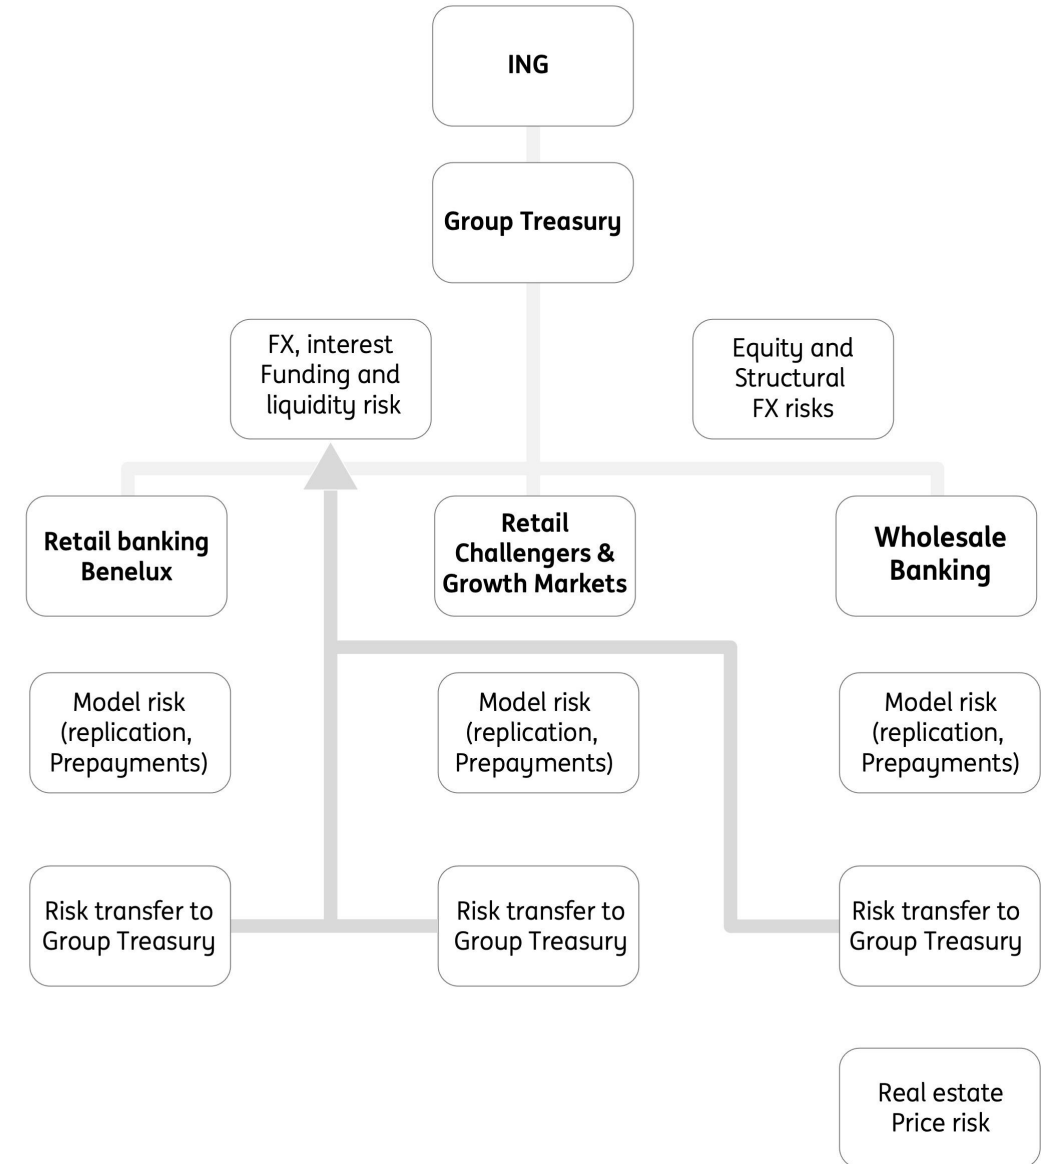 ING
Group Treasury
FX, interest
Funding and
liquidity risk
Equity and
Structural
FX risks
Retail banking
Benelux
Retail
Challengers &
Growth Markets
Wholesale
Banking
Model risk
(replication,
Prepayments)
Model risk
(replication,
Prepayments)
Model risk
(replication,
Prepayments)
Risk transfer to
Group Treasury
Risk transfer to
Group Treasury
Risk transfer to
Group Treasury
Real estate
Price risk